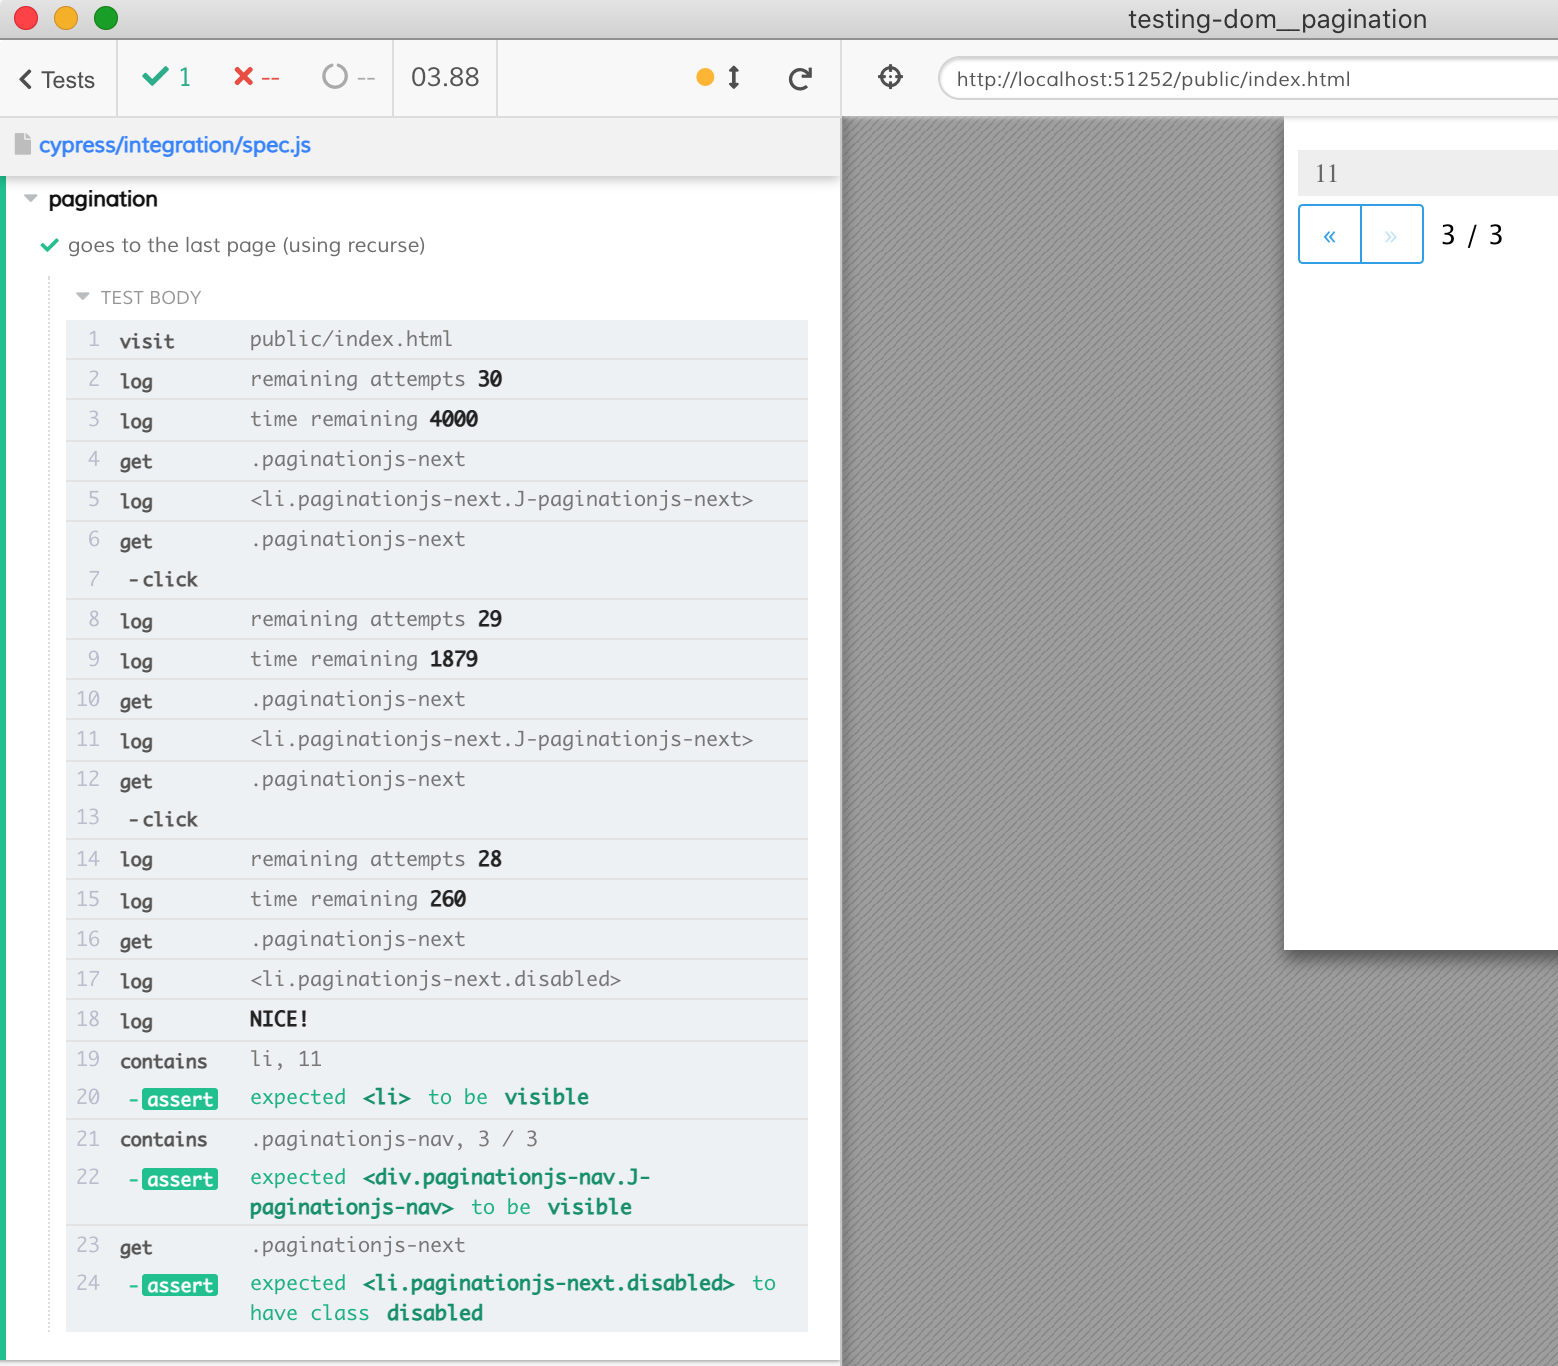 testing-dom__pagination
Tests 1 -- -- 03.88 http://localhost:51252/public/index.html
cypress/integration/spec.js
pagination
goes to the last page (using recurse)
TEST BODY
1 visit public/index.html
2 log remaining attempts 30
3 log time remaining 4000
4 get .paginationjs-next
5 log <li.paginationjs-next.J-paginationjs-next>
6 get .paginationjs-next
7 -click
8 log remaining attempts 29
9 log time remaining 1879
10 get .paginationjs-next
11 log <li.paginationjs-next.J-paginationjs-next>
12 get .paginationjs-next
13 -click
14 log remaining attempts 28
15 log time remaining 260
16 get .paginationjs-next
17 log <li.paginationjs-next.disabled>
18 log NICE!
19 contains li, 11
20 -assert expected <li> to be visible
21 contains .paginationjs-nav, 3 / 3
22 -assert expected <div.paginationjs-nav.J-
paginationjs-nav> to be visible
23 get .paginationjs-next
24 -assert expected <li.paginationjs-next.disabled> to
have class disabled
11
« » 3 / 3